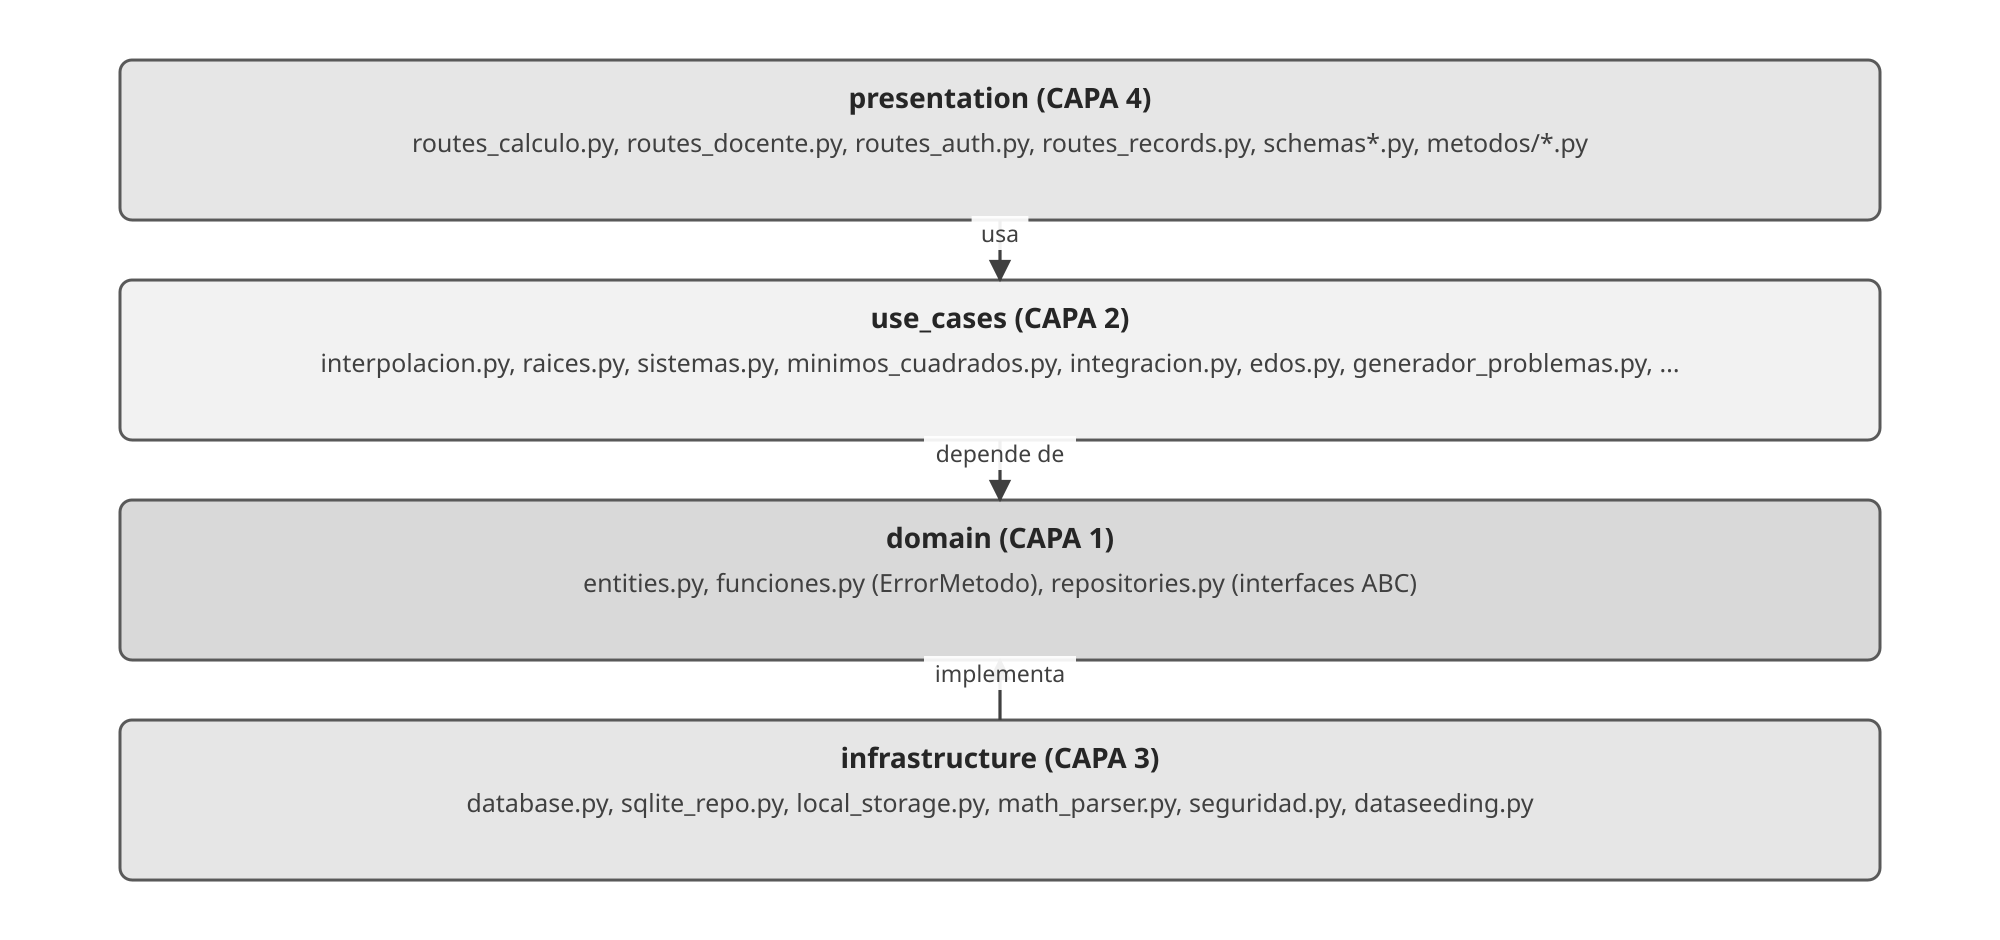 presentation (CAPA 4)
routes_calculo.py, routes_docente.py, routes_auth.py, routes_records.py, schemas*.py, metodos/*.py
usa
use_cases (CAPA 2)
interpolacion.py, raices.py, sistemas.py, minimos_cuadrados.py, integracion.py, edos.py, generador_problemas.py, ...
depende de
domain (CAPA 1)
entities.py, funciones.py (ErrorMetodo), repositories.py (interfaces ABC)
implementa
infrastructure (CAPA 3)
database.py, sqlite_repo.py, local_storage.py, math_parser.py, seguridad.py, dataseeding.py